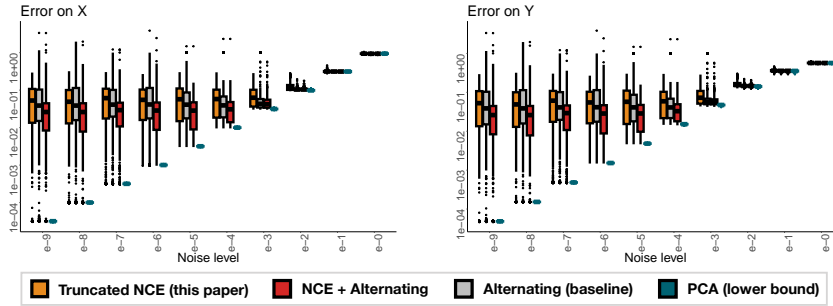 Error on X
1e+00
1e-01
1e-02
1e-03
1e-04
e-9
e-8
e-7
e-6
e-5
e-4
e-3
e-2
e-1
e-0
Noise level
Error on Y
1e+00
1e-01
1e-02
1e-03
1e-04
e-9
e-8
e-7
e-6
e-5
e-4
e-3
e-2
e-1
e-0
Noise level
Truncated NCE (this paper)
NCE + Alternating
Alternating (baseline)
PCA (lower bound)